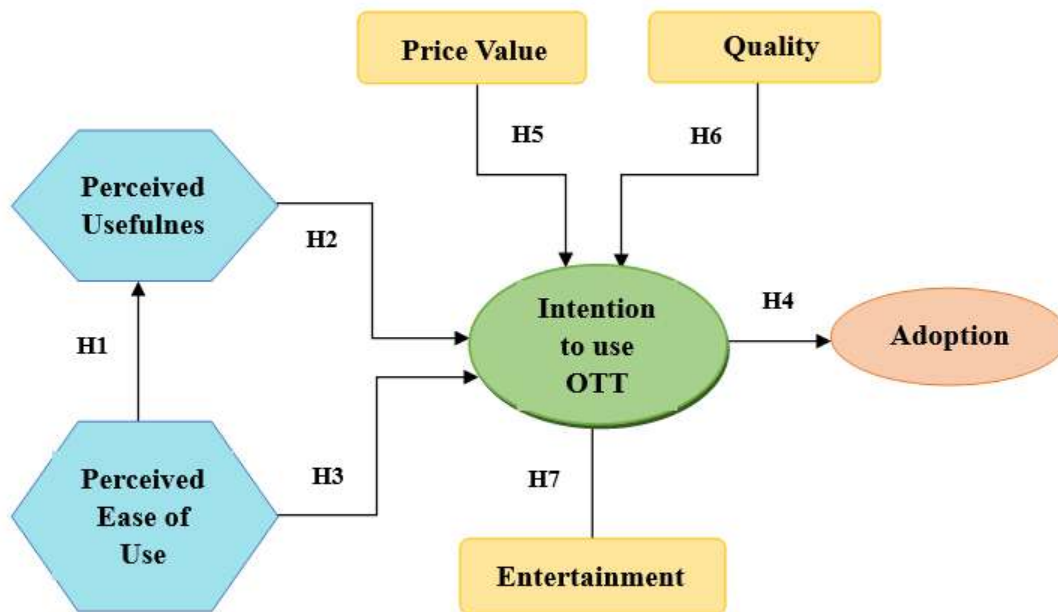 Price Value
Quality
H5
H6
Perceived
Usefulnes
H2
Intention
to use
OTT
H4
Adoption
H1
Perceived
Ease of
Use
H3
H7
Entertainment